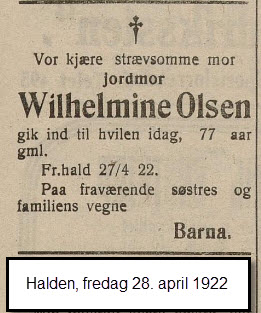 Vor kjære strævsomme mor
jordmor
Wilhelmine Olsen
gik ind til hvilen idag, 77 aar
gml.
Fr.hald 27/4 22.
Paa fraværende søstres og
familiens vegne
Barna.
Halden, fredag 28. april 1922